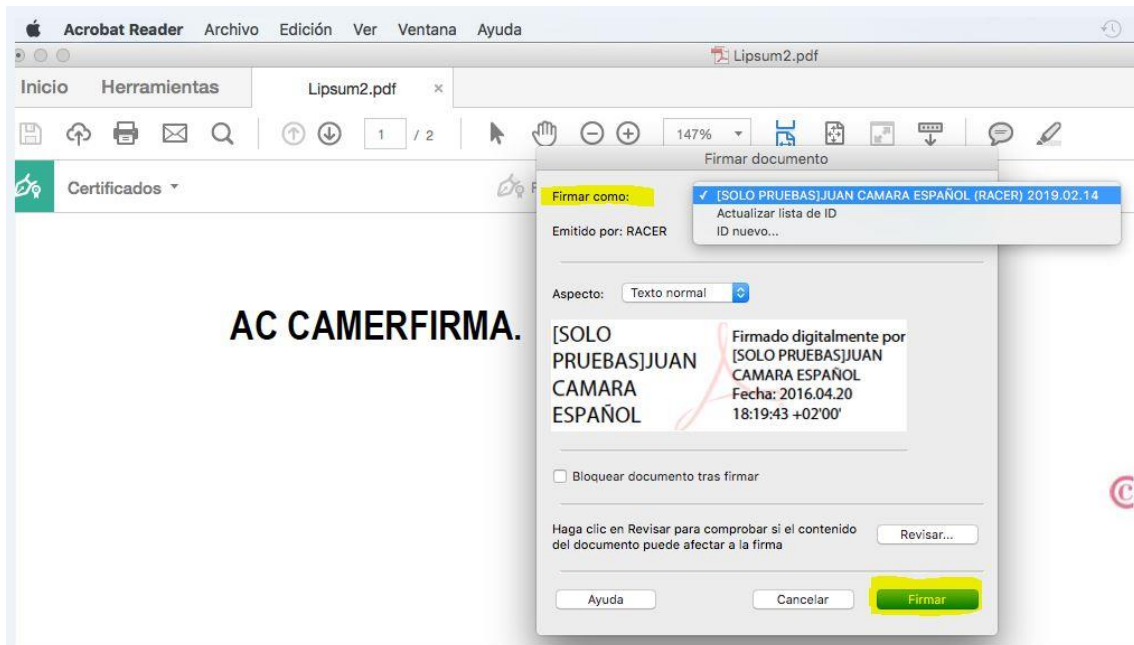 Acrobat Reader Archivo Edición Ver Ventana Ayuda
Lipsum2.pdf
Inicio Herramientas Lipsum2.pdf ×
1 / 2 147%
Firmar documento
Certificados
Firmar como:
✓ [SOLO PRUEBAS]JUAN CAMARA ESPAÑOL (RACER) 2019.02.14
Actualizar lista de ID
ID nuevo...
Emitido por: RACER
Aspecto: Texto normal
AC CAMERFIRMA.
[SOLO
PRUEBAS]JUAN
CAMARA
ESPAÑOL
Firmado digitalmente por
[SOLO PRUEBAS]JUAN
CAMARA ESPAÑOL
Fecha: 2016.04.20
18:19:43 +02'00'
Bloquear documento tras firmar
Haga clic en Revisar para comprobar si el contenido
del documento puede afectar a la firma
Revisar...
Ayuda Cancelar Firmar